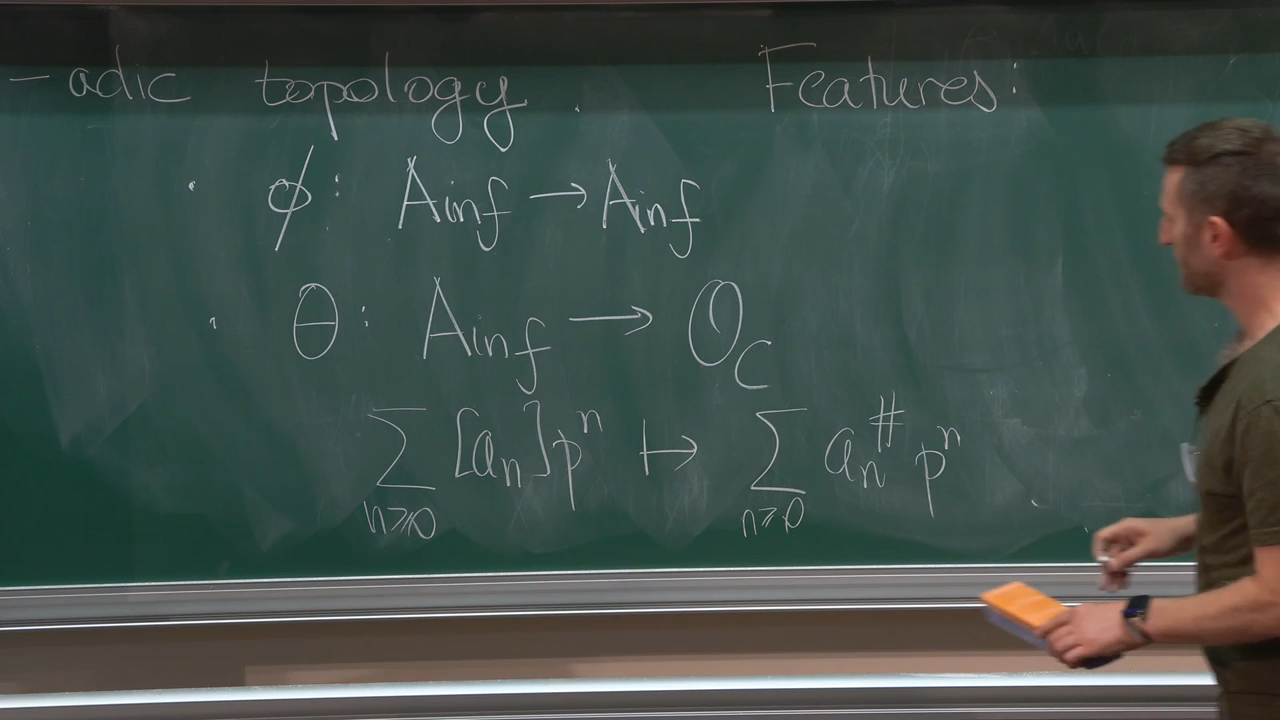 - adic topology. Features:
· ϕ: Ainf → Ainf
· θ: Ainf → O_C
∑_{n≥0} [a_n] p^n ↦ ∑_{n≥0} a_n^# p^n